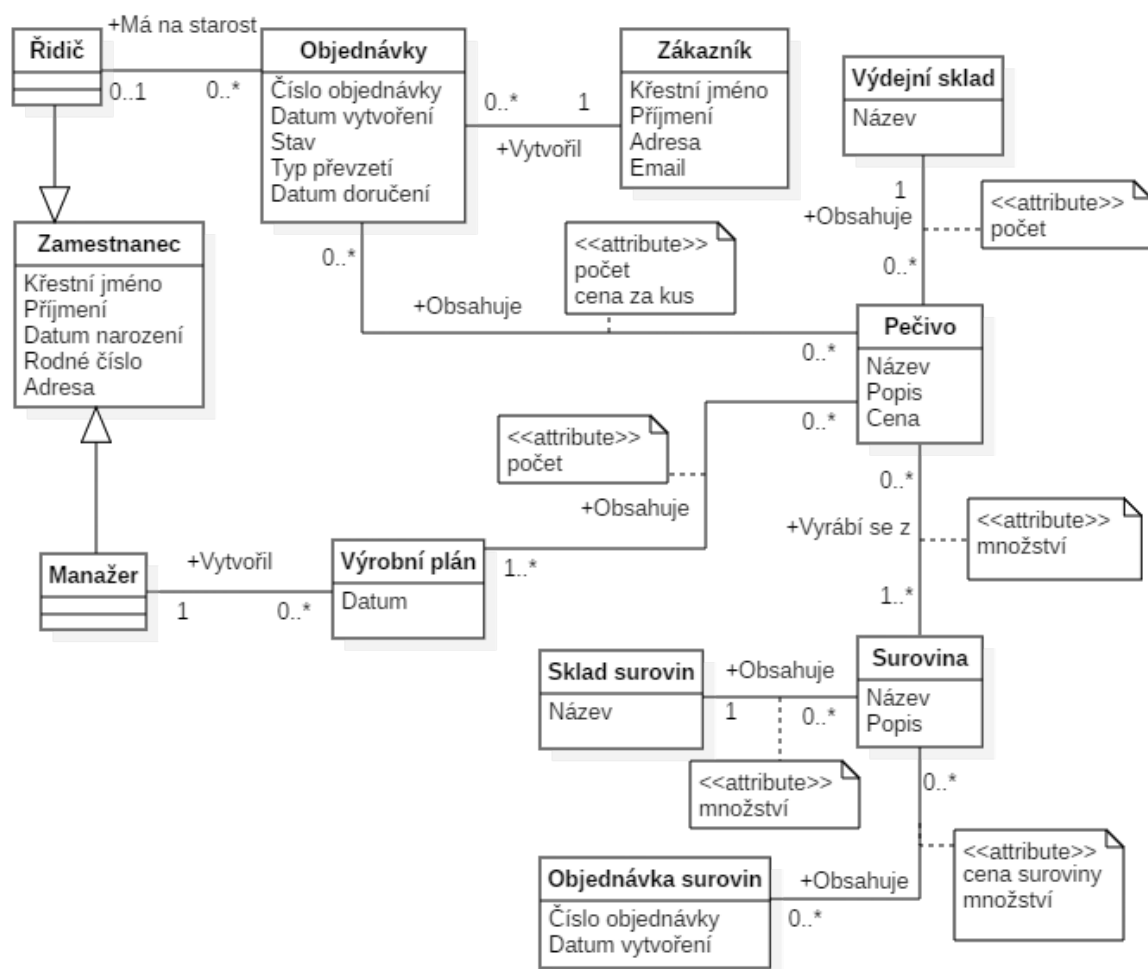 +Má na starost
Řidič
0..1
0..*
Objednávky
Číslo objednávky
Datum vytvoření
Stav
Typ převzetí
Datum doručení
0..*
1
+Vytvořil
Zákazník
Křestní jméno
Příjmení
Adresa
Email
Výdejní sklad
Název
1
+Obsahuje
0..*
<<attribute>>
počet
Zamestnanec
Křestní jméno
Příjmení
Datum narození
Rodné číslo
Adresa
0..*
+Obsahuje
<<attribute>>
počet
cena za kus
0..*
Pečivo
Název
Popis
Cena
0..*
<<attribute>>
počet
+Obsahuje
1..*
0..*
+Vyrábí se z
1..*
<<attribute>>
množství
Manažer
+Vytvořil
1
0..*
Výrobní plán
Datum
Sklad surovin
Název
+Obsahuje
1
0..*
Surovina
Název
Popis
<<attribute>>
množství
0..*
<<attribute>>
cena suroviny
množství
Objednávka surovin
Číslo objednávky
Datum vytvoření
+Obsahuje
0..*